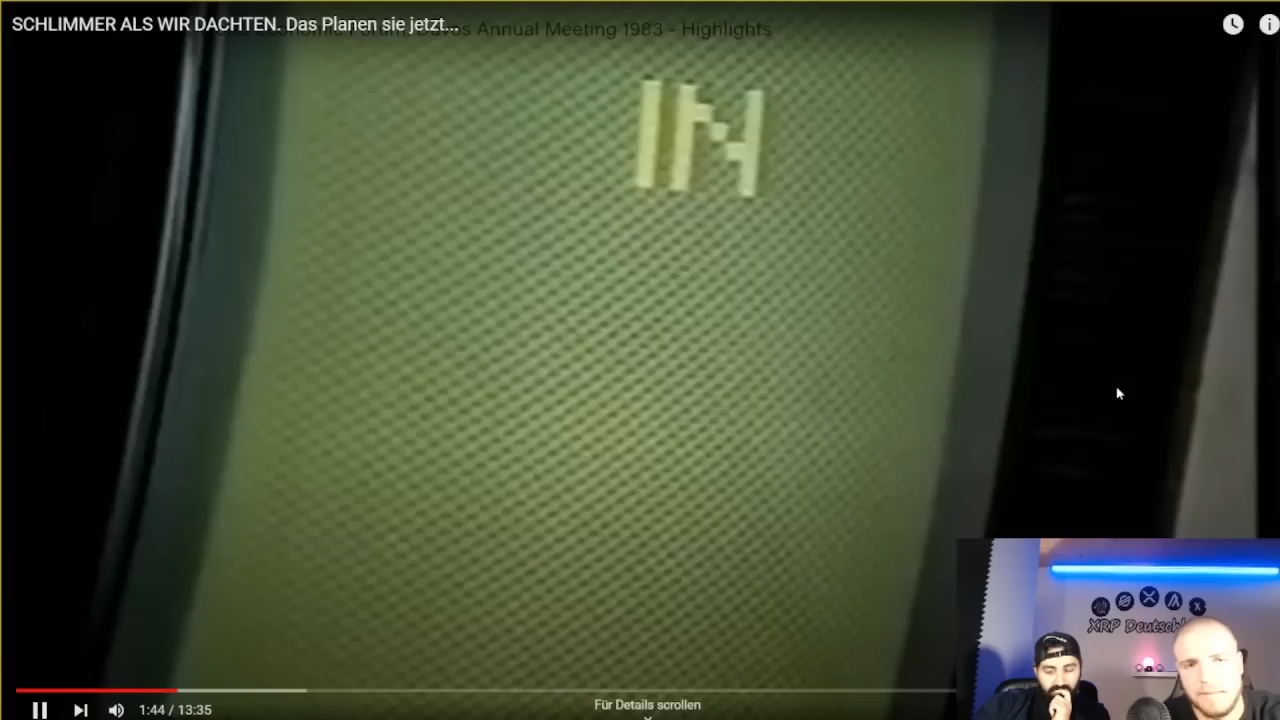 SCHLIMMER ALS WIR DACHTEN. Das Planen sie jetzt...
Annual Meeting 1983 - Highlights
IN
XRP
1:44 / 13:35
Für Details scrollen